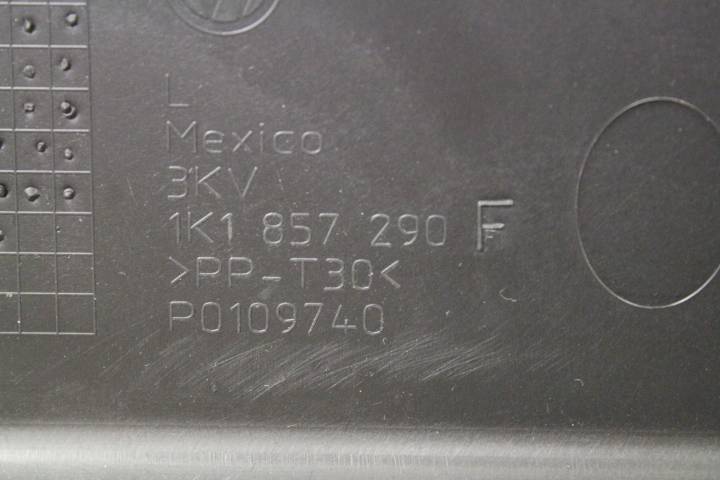 L
Mexico
3KV
1K1 857 290 F
>PP-T30<
P0109740